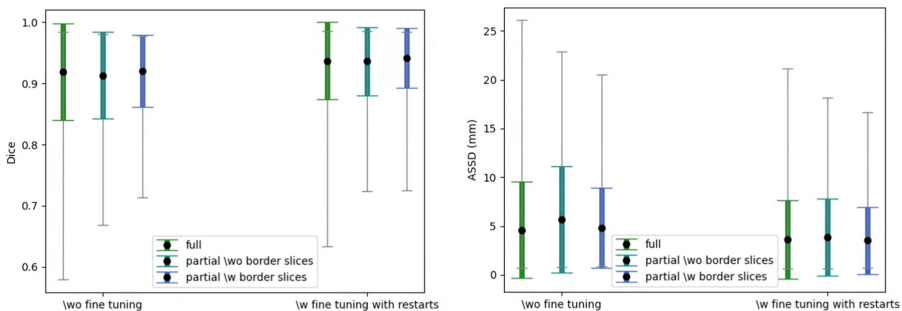 1.0
0.9
0.8
0.7
0.6
Dice
full
partial \wo border slices
partial \w border slices
\wo fine tuning
\w fine tuning with restarts
25
20
15
10
5
0
ASSD (mm)
full
partial \wo border slices
partial \w border slices
\wo fine tuning
\w fine tuning with restarts